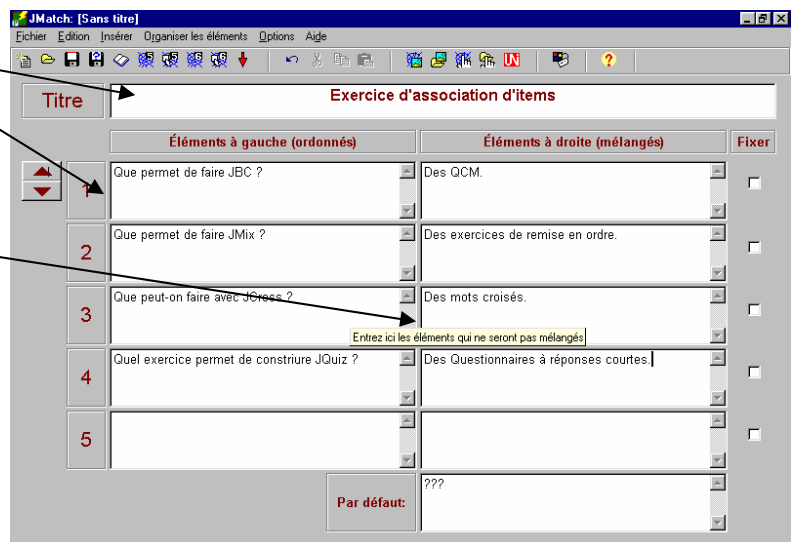 JMatch: [Sans titre]
Fichier Edition Insérer Organiser les éléments Options Aide
Titre
Exercice d'association d'items
Éléments à gauche (ordonnés) Éléments à droite (mélangés) Fixer
1 Que permet de faire JBC ? Des QCM.
2 Que permet de faire JMix ? Des exercices de remise en ordre.
3 Que peut-on faire avec JCross ? Des mots croisés.
Entrez ici les éléments qui ne seront pas mélangés
4 Quel exercice permet de constriure JQuiz ? Des Questionnaires à réponses courtes.
5
Par défaut: ???